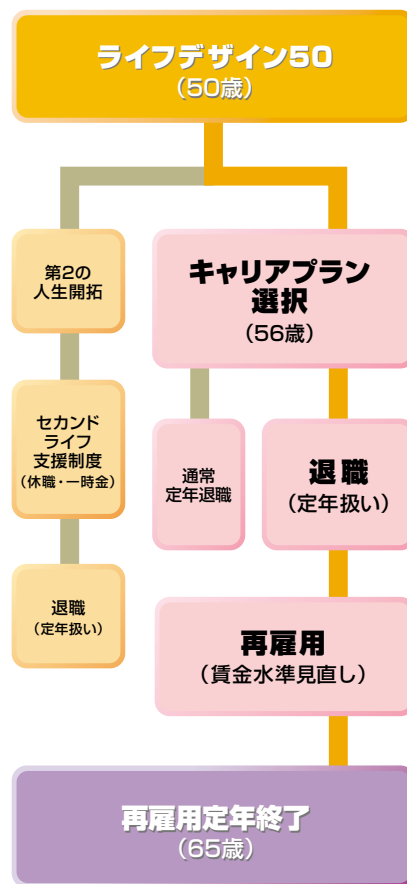 ライフデザイン50
(50歳)
第2の
人生開拓
セカンド
ライフ
支援制度
(休職・一時金)
退職
(定年扱い)
キャリアプラン
選択
(56歳)
通常
定年退職
退職
(定年扱い)
再雇用
(賃金水準見直し)
再雇用定年終了
(65歳)